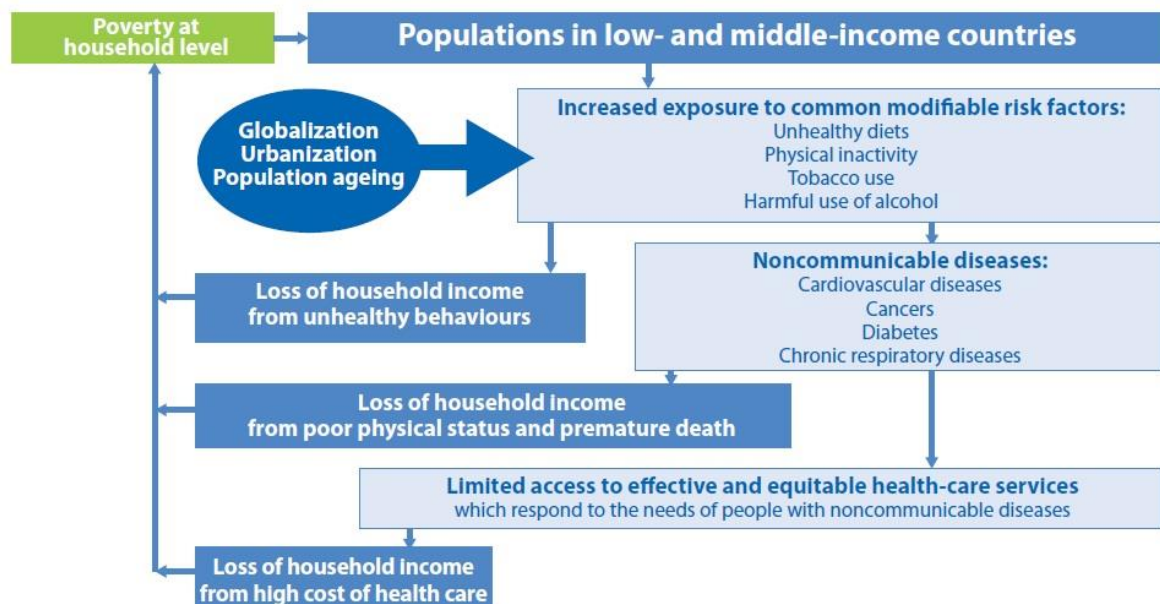 Poverty at
household level
Populations in low- and middle-income countries
Globalization
Urbanization
Population ageing
Increased exposure to common modifiable risk factors:
Unhealthy diets
Physical inactivity
Tobacco use
Harmful use of alcohol
Noncommunicable diseases:
Cardiovascular diseases
Cancers
Diabetes
Chronic respiratory diseases
Loss of household income
from unhealthy behaviours
Loss of household income
from poor physical status and premature death
Limited access to effective and equitable health-care services
which respond to the needs of people with noncommunicable diseases
Loss of household income
from high cost of health care